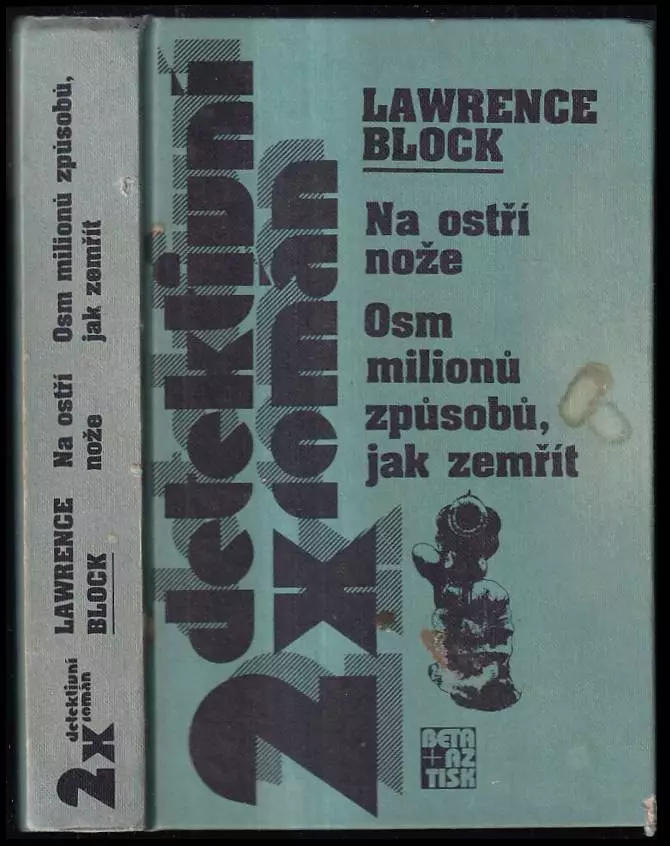 2x detektivní
román
LAWRENCE
BLOCK
Na ostří
nože
Osm milionů způsobů,
jak zemřít
2x
detektivní
román
LAWRENCE
BLOCK
Na ostří
nože
Osm
milionů
způsobů,
jak zemřít
BETA
+AZ
TISK